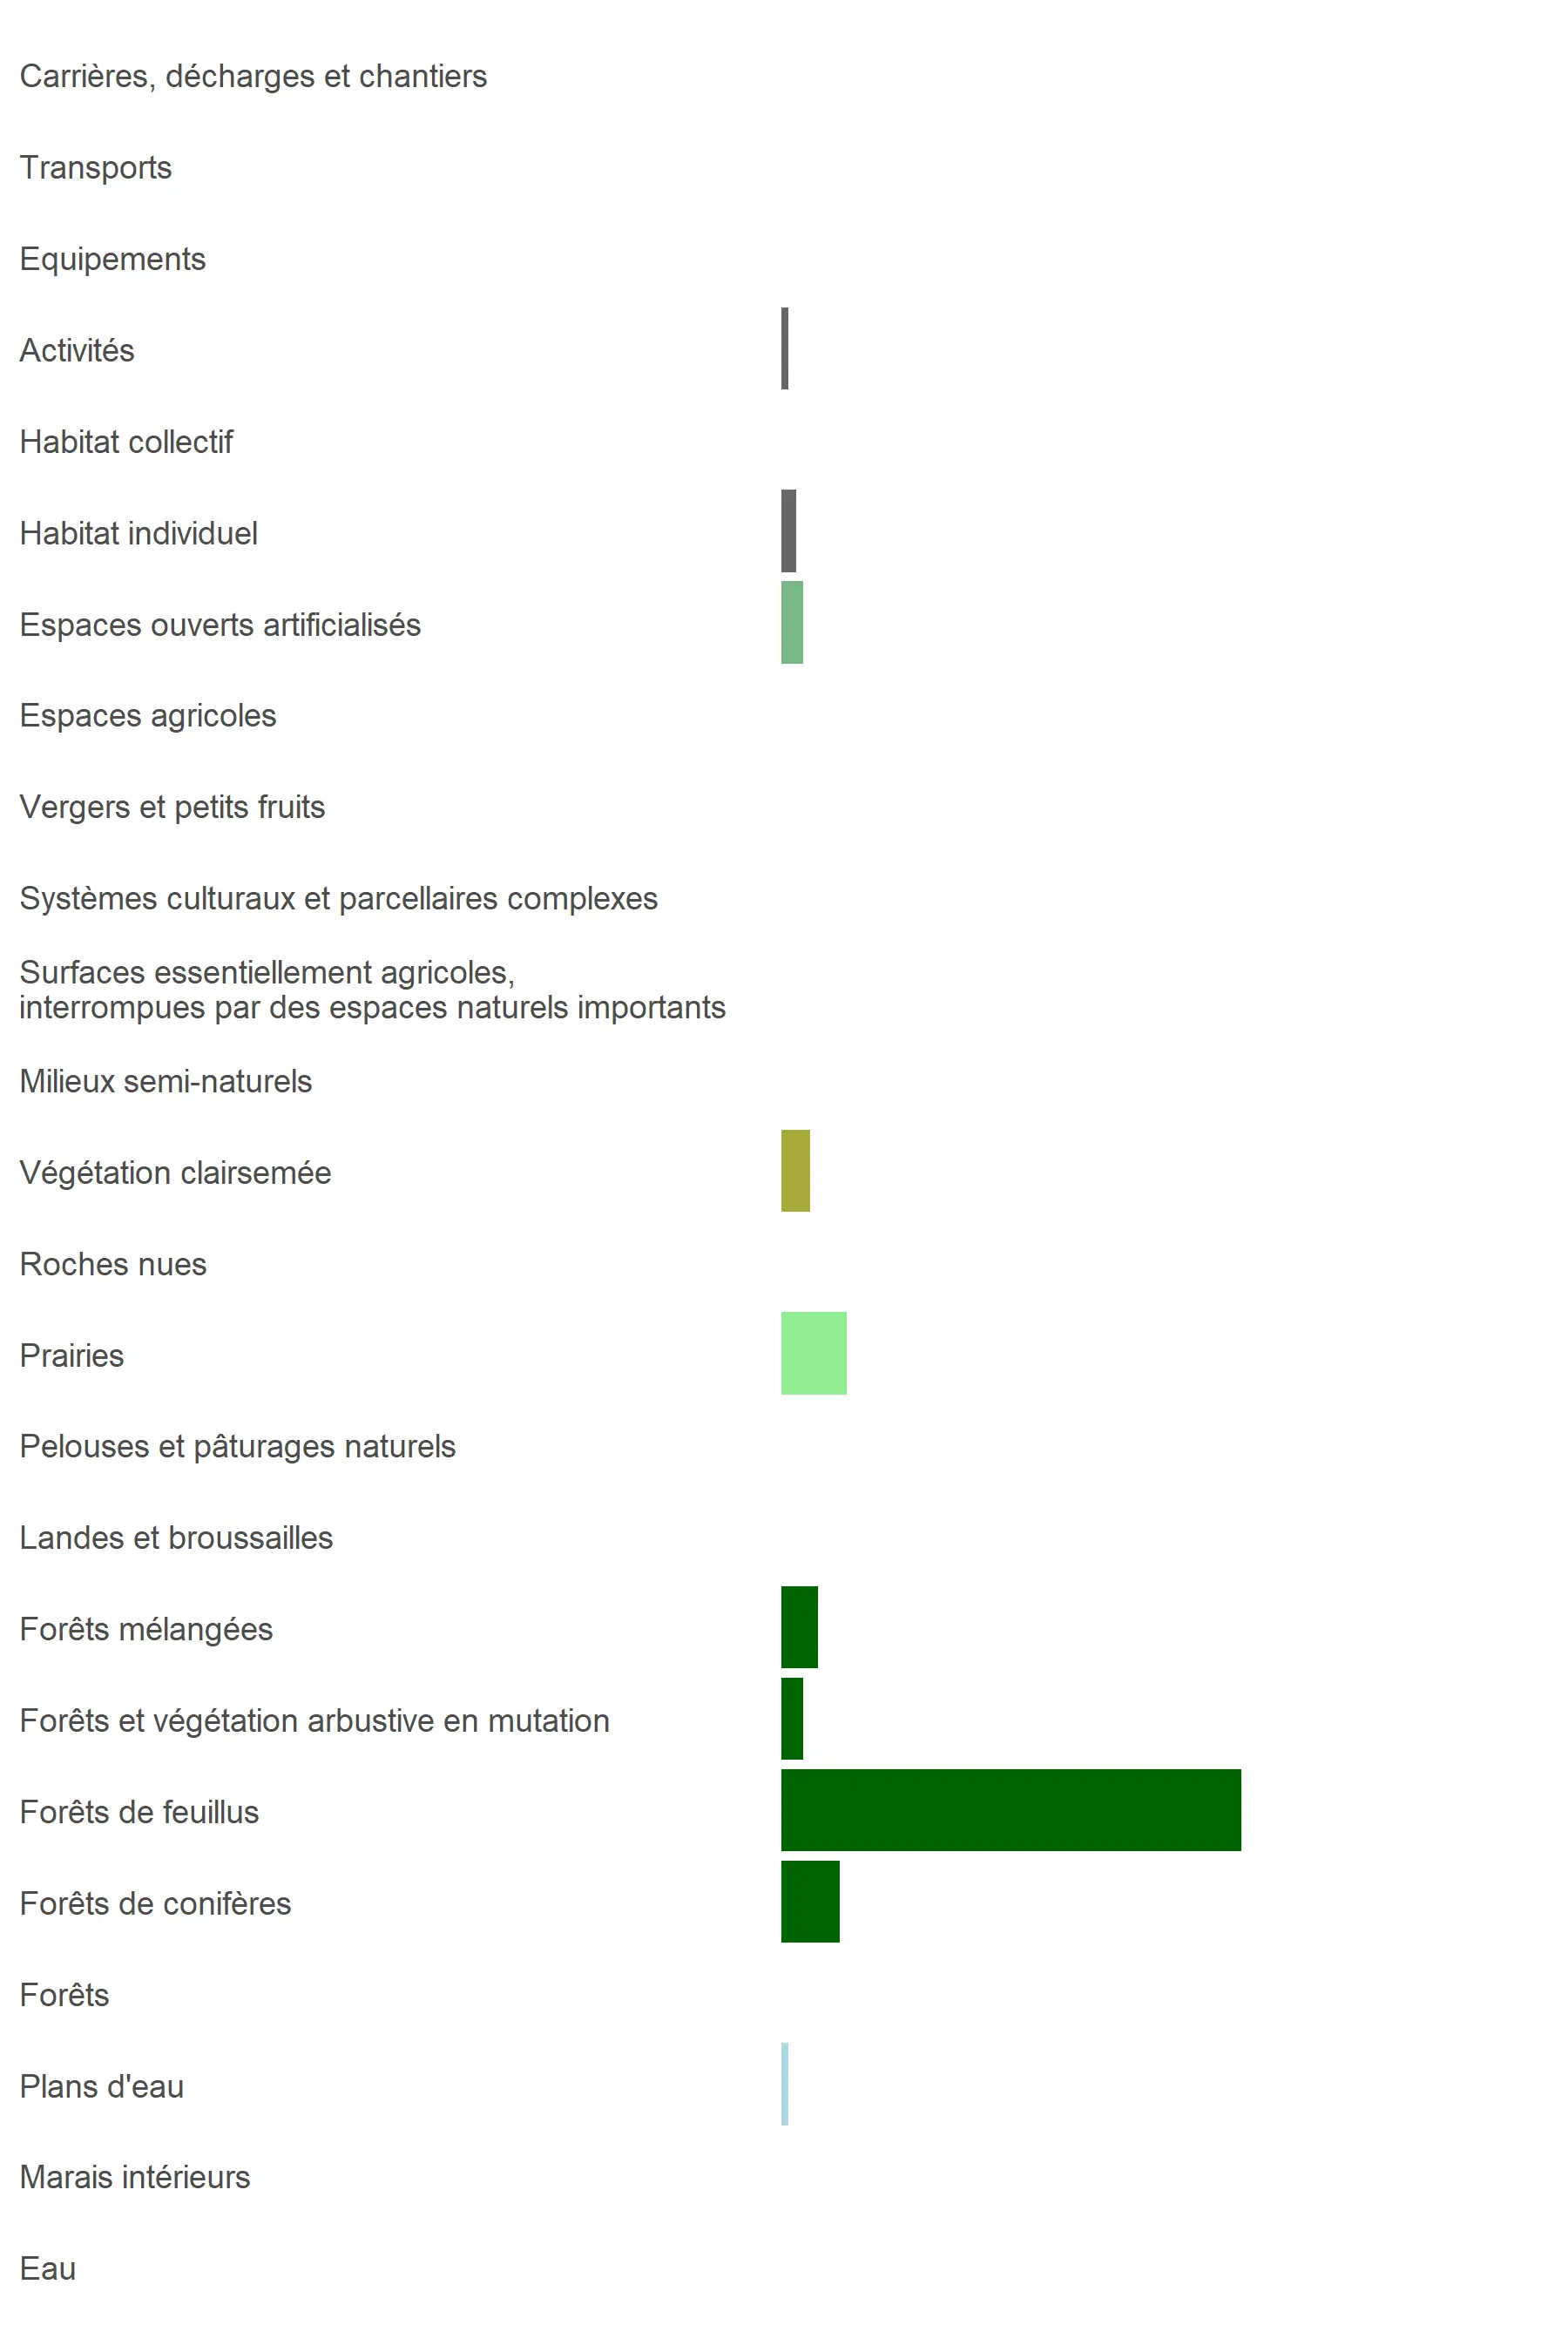 Carrières, décharges et chantiers
Transports
Equipements
Activités
Habitat collectif
Habitat individuel
Espaces ouverts artificialisés
Espaces agricoles
Vergers et petits fruits
Systèmes culturaux et parcellaires complexes
Surfaces essentiellement agricoles,
interrompues par des espaces naturels importants
Milieux semi-naturels
Végétation clairsemée
Roches nues
Prairies
Pelouses et pâturages naturels
Landes et broussailles
Forêts mélangées
Forêts et végétation arbustive en mutation
Forêts de feuillus
Forêts de conifères
Forêts
Plans d'eau
Marais intérieurs
Eau